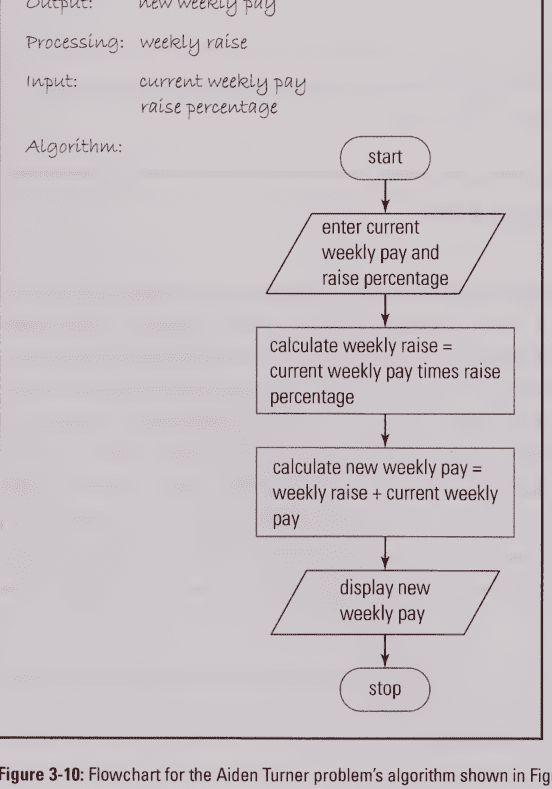 Output: new weekly pay
Processing: weekly raise
Input: current weekly pay
raise percentage
Algorithm:
start
enter current
weekly pay and
raise percentage
calculate weekly raise =
current weekly pay times raise
percentage
calculate new weekly pay =
weekly raise + current weekly
pay
display new
weekly pay
stop
Figure 3-10: Flowchart for the Aiden Turner problem's algorithm shown in